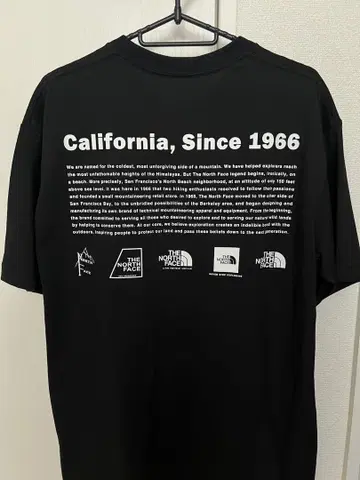 California, Since 1966
We are named for the coldest, most unforgiving side of a mountain. We have helped explorers reach
the most unfathomable heights of the Himalayas. But The North Face legend begins, ironically, on
a beach. More precisely, San Francisco's North Beach neighborhood, at an altitude of only 150 feet
above sea level. It was here in 1966 that two hiking enthusiasts resolved to follow their passions
and founded a small mountaineering retail store. In 1968, The North Face moved to the other side of
San Francisco Bay, to the unbridled possibilities of the Berkeley area, and began designing and
manufacturing its own brand of technical mountaineering apparel and equipment. From its beginning,
the brand committed to serving all those who desired to explore and to serving our nature wild lands
by helping to conserve them. At our core, we believe exploration creates an indelible bond with the
outdoors, inspiring people to protect our land and pass these beliefs down to the next generation.
THE NORTH FACE
THE
NORTH
FACE
THE
NORTH
FACE
THE
NORTH
FACE